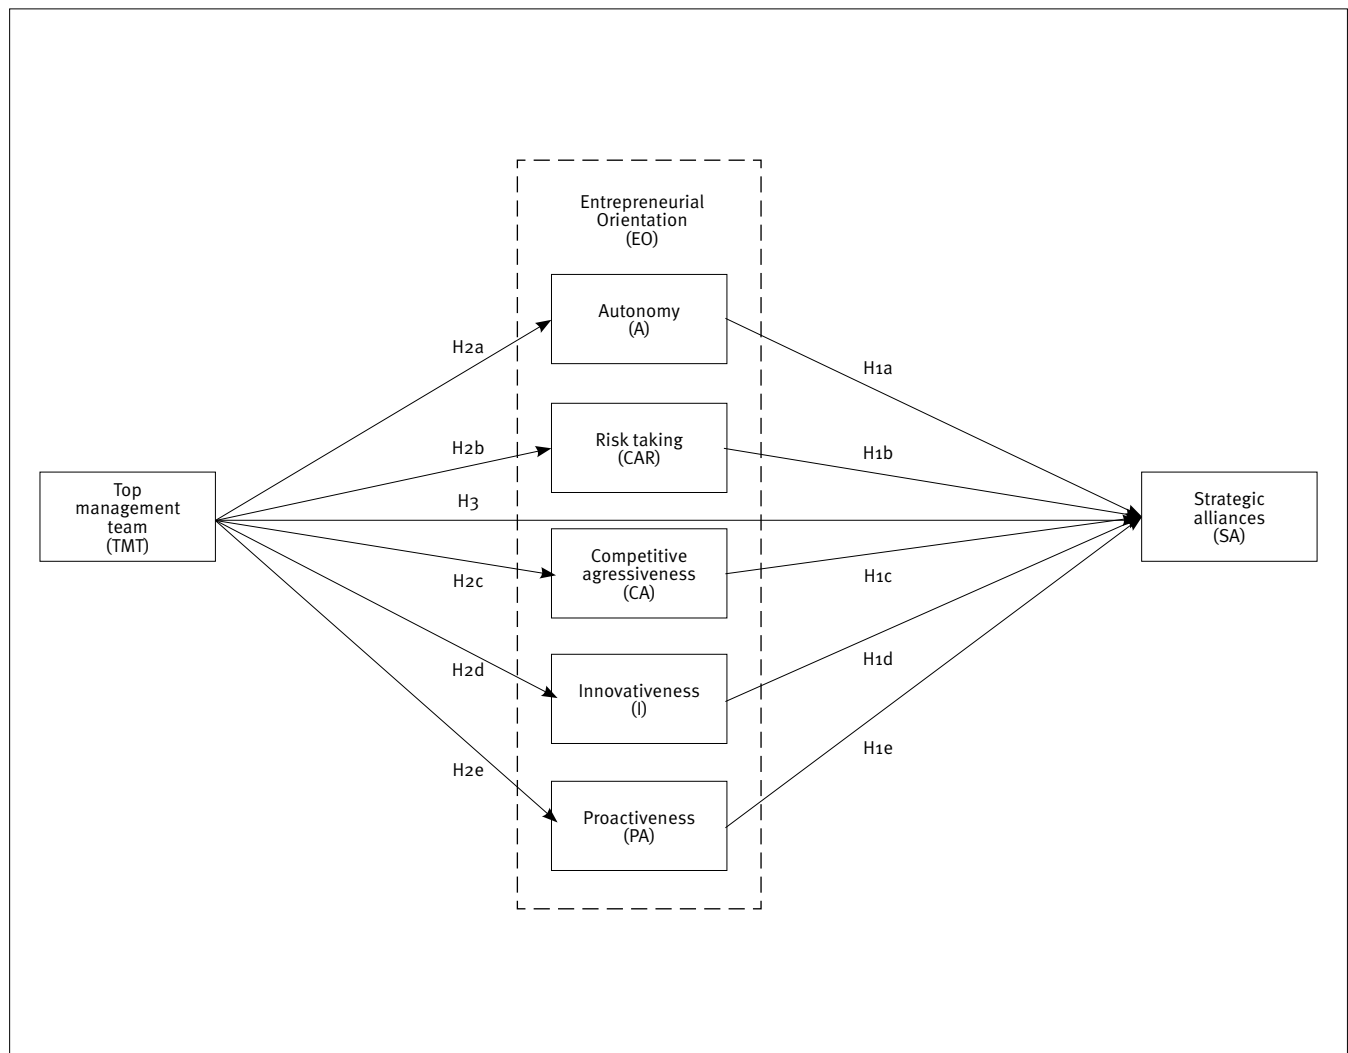 Entrepreneurial
Orientation
(EO)
Autonomy
(A)
H2a
H1a
Risk taking
(CAR)
H2b
H1b
Top
management
team
(TMT)
H3
Strategic
alliances
(SA)
Competitive
agressiveness
(CA)
H2c
H1c
Innovativeness
(I)
H2d
H1d
H2e
H1e
Proactiveness
(PA)